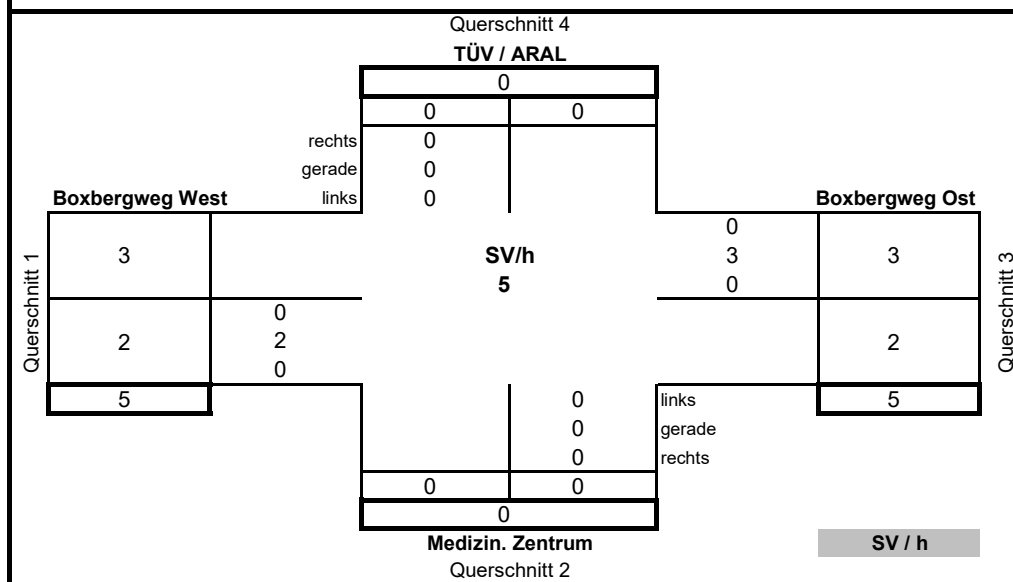 Querschnitt 4
TÜV / ARAL
0
0 0
rechts 0
gerade 0
links 0
Boxbergweg West
Boxbergweg Ost
Querschnitt 1
3
SV/h
5
0
3
0
3
Querschnitt 3
2
0
2
0
2
5
0 links
0 gerade
0 rechts
5
0 0
0
Medizin. Zentrum
Querschnitt 2
SV / h